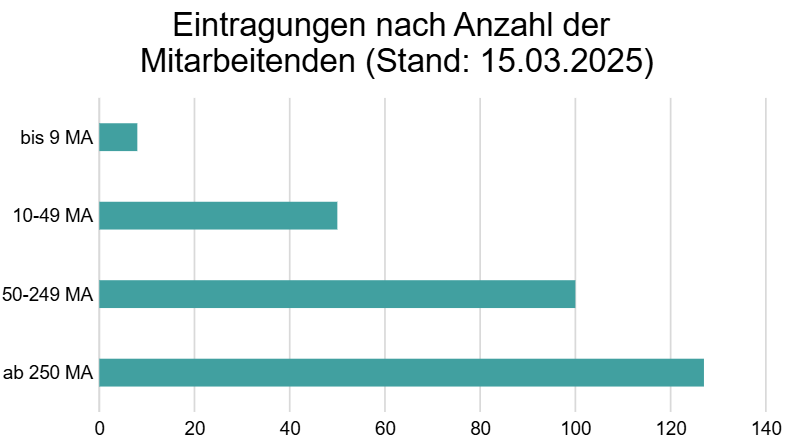 Eintragungen nach Anzahl der
Mitarbeitenden (Stand: 15.03.2025)
bis 9 MA
10-49 MA
50-249 MA
ab 250 MA
0 20 40 60 80 100 120 140